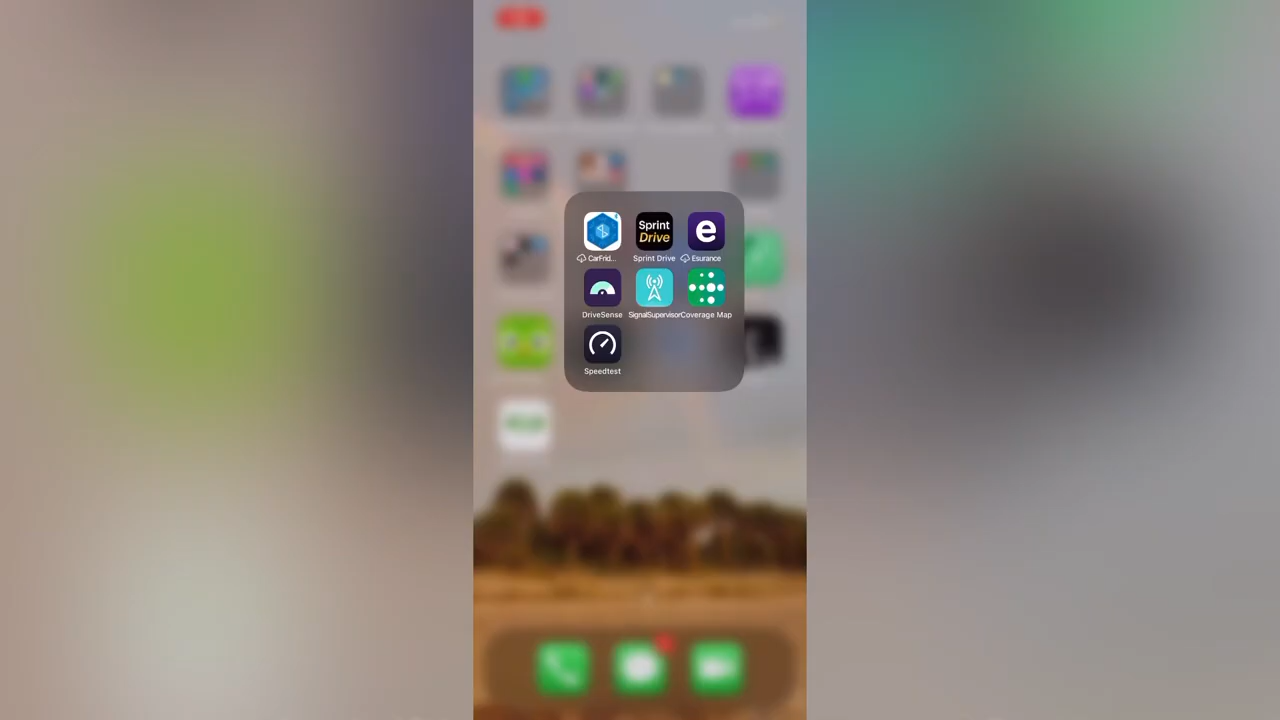 Sprint
Drive
e
CarFrid...
Sprint Drive
Esurance
DriveSense
SignalSupervisor
Coverage Map
Speedtest